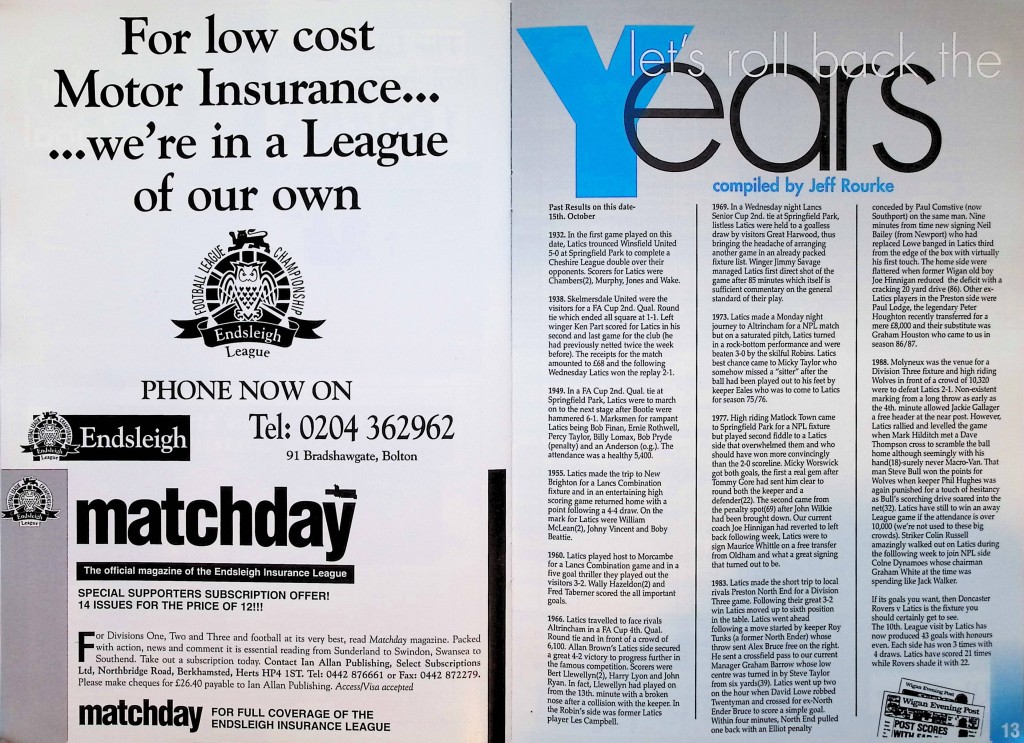 For low cost
Motor Insurance...
...we're in a League
of our own
FOOTBALL LEAGUE CHAMPIONSHIP
Endsleigh
League
PHONE NOW ON
Endsleigh
League
Endsleigh
Tel: 0204 362962
91 Bradshawgate, Bolton
Endsleigh
League
matchday
The official magazine of the Endsleigh Insurance League
SPECIAL SUPPORTERS SUBSCRIPTION OFFER!
14 ISSUES FOR THE PRICE OF 12!!!
For Divisions One, Two and Three and football at its very best, read Matchday magazine. Packed
with action, news and comment it is essential reading from Sunderland to Swindon, Swansea to
Southend. Take out a subscription today. Contact Ian Allan Publishing, Select Subscriptions
Ltd, Northbridge Road, Berkhamsted, Herts HP4 1ST. Tel: 0442 876661 or Fax: 0442 872279.
Please make cheques for £26.40 payable to Ian Allan Publishing. Access/Visa accepted
matchday
FOR FULL COVERAGE OF THE
ENDSLEIGH INSURANCE LEAGUE
let's roll back the
Years
compiled by Jeff Rourke
Past Results on this date-
15th. October
1932. In the first game played on this
date, Latics trounced Winsfield United
5-0 at Springfield Park to complete a
Cheshire League double over their
opponents. Scorers for Latics were
Chambers(2), Murphy, Jones and Wake.
1938. Skelmersdale United were the
visitors for a FA Cup 2nd. Qual. Round
tie which ended all square at 1-1. Left
winger Ken Part scored for Latics in his
second and last game for the club (he
had previously netted twice the week
before). The receipts for the match
amounted to £68 and the following
Wednesday Latics won the replay 2-1.
1949. In a FA Cup 2nd. Qual. tie at
Springfield Park, Latics were to march
on to the next stage after Bootle were
hammered 6-1. Marksmen for rampant
Latics being Bob Finan, Ernie Rothwell,
Percy Taylor, Billy Lomax, Bob Pryde
(penalty) and an Anderson (o.g.). The
attendance was a healthy 5,400.
1955. Latics made the trip to New
Brighton for a Lancs Combination
fixture and in an entertaining high
scoring game returned home with a
point following a 4-4 draw. On the
mark for Latics were William
McLean(2), Johny Vincent and Boby
Beattie.
1960. Latics played host to Morcambe
for a Lancs Combination game and in a
five goal thriller they played out the
visitors 3-2. Wally Hazeldon(2) and
Fred Taberner scored the all important
goals.
1966. Latics travelled to face rivals
Altrincham in a FA Cup 4th. Qual.
Round tie and in front of a crowd of
6,100. Allan Brown's Latics side secured
a great 4-2 victory to progress further in
the famous competition. Scorers were
Bert Llewellyn(2), Harry Lyon and John
Ryan. In fact, Llewellyn had played on
from the 13th. minute with a broken
nose after a collision with the keeper. In
the Robin's side was former Latics
player Les Campbell.
1969. In a Wednesday night Lancs
Senior Cup 2nd. tie at Springfield Park,
listless Latics were held to a goalless
draw by visitors Great Harwood, thus
bringing the headache of arranging
another game in an already packed
fixture list. Winger Jimmy Savage
managed Latics first direct shot of the
game after 85 minutes which itself is
sufficient commentary on the general
standard of their play.
1973. Latics made a Monday night
journey to Altrincham for a NPL match
but on a saturated pitch, Latics turned
in a rock-bottom performance and were
beaten 3-0 by the skilful Robins. Latics
best chance came to Micky Taylor who
somehow missed a "sitter" after the
ball had been played out to his feet by
keeper Eales who was to come to Latics
for season 75/76.
1977. High riding Matlock Town came
to Springfield for a NPL fixture
but played second fiddle to a Latics
side that overwhelmed them and who
should have won more convincingly
than the 2-0 scoreline. Micky Worswick
got both goals, the first a real gem after
Tommy Gore had sent him clear to
round both the keeper and a
defender(22). The second came from
the penalty spot(69) after John Wilkie
had been brought down. Our current
coach Joe Hinnigan had reverted to left
back following week, Latics were to
sign Maurice Whittle on a free transfer
from Oldham and what a great signing
that turned out to be.
1983. Latics made the short trip to local
rivals Preston North End for a Division
Three game. Following their great 3-2
win Latics moved up to sixth position
in the table. Latics went ahead
following a move started by keeper Roy
Tunks (a former North Ender) whose
throw sent Alex Bruce free on the right.
He sent a crossfield pass to our current
Manager Graham Barrow whose low
centre was turned in by Steve Taylor
from six yards(39). Latics went up two
on the hour when David Lowe robbed
Twentyman and crossed for ex-North
Ender Bruce to score a simple goal.
Within four minutes, North End pulled
one back with an Elliot penalty
conceded by Paul Comstive (now
Southport) on the same man. Nine
minutes from time new signing Neil
Bailey (from Newport) who had
replaced Lowe banged in Latics third
from the edge of the box with virtually
his first touch. The home side were
flattered when former Wigan old boy
Joe Hinnigan reduced the deficit with a
cracking 20 yard drive (86). Other ex-
Latics players in the Preston side were
Paul Lodge, the legendary Peter
Houghton recently transferred for a
mere £8,000 and their substitute was
Graham Houston who came to us in
season 86/87.
1988. Molyneux was the venue for a
Division Three fixture and high riding
Wolves in front of a crowd of 10,320
were to defeat Latics 2-1. Non-existent
marking from a long throw as early as
the 4th. minute allowed Jackie Gallager
a free header at the near post. However,
Latics rallied and levelled the game
when Mark Hilditch met a Dave
Thompson cross to scramble the ball
home although seemingly with his
hand(18)-surely never Macro-Van. That
man Steve Bull won the points for
Wolves when keeper Phil Hughes was
again punished for a touch of hesitancy
as Bull's scorching drive soared into the
net(32). Latics have still to win an away
League game if the attendance is over
10,000 (we're not used to these big
crowds). Striker Colin Russell
amazingly walked out on Latics during
the folllowing week to join NPL side
Colne Dynamoes whose chairman
Graham White at the time was
spending like Jack Walker.
If its goals you want, then Doncaster
Rovers v Latics is the fixture you
should certainly get to see.
The 10th. League visit by Latics has
now produced 43 goals with honours
even. Each side has won 3 times with
4 draws. Latics have scored 21 times
while Rovers shade it with 22.
Wigan Evening Post
Wigan Evening Post
POST SCORES
13